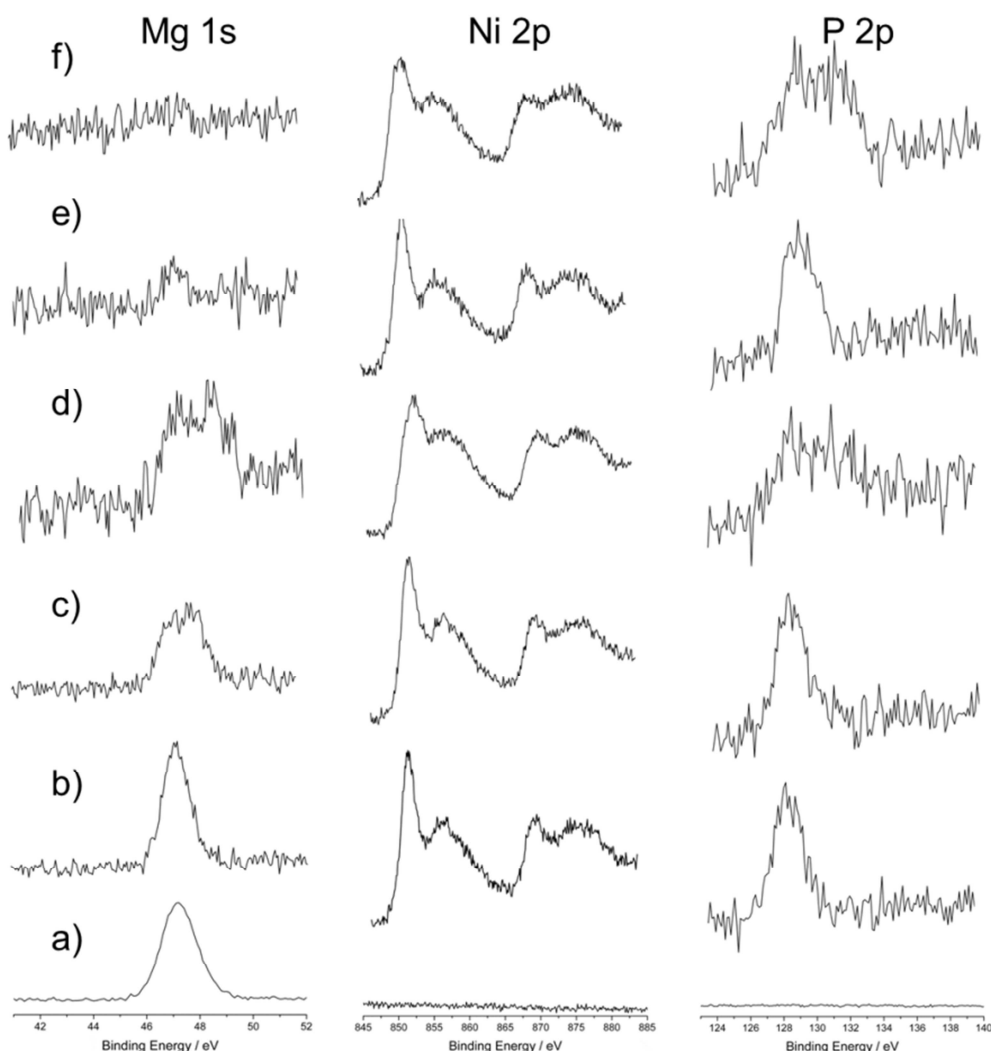 Mg 1s Ni 2p P 2p
f)
e)
d)
c)
b)
a)
42 44 46 48 50 52 845 850 855 860 865 870 875 880 885 124 126 128 130 132 134 136 138 140
Binding Energy / eV Binding Energy / eV Binding Energy / eV